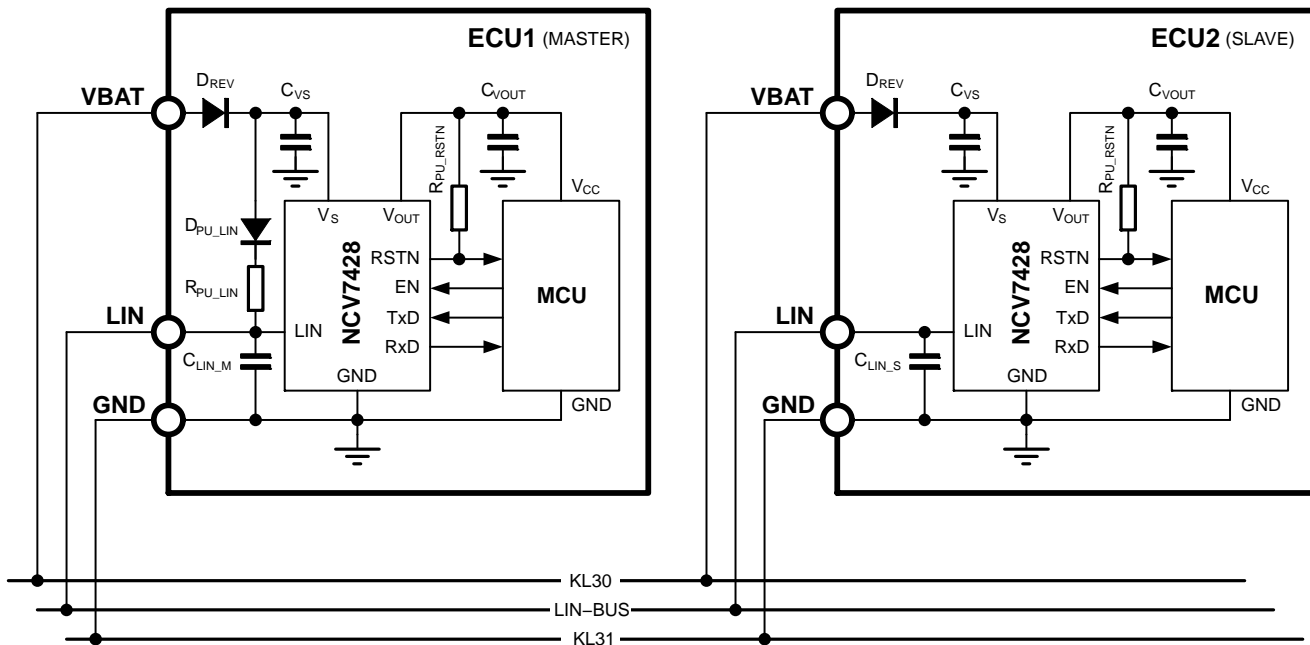 ECU1 (MASTER)
VBAT
DREV
CVS
CVOUT
RPU_RSTN
VCC
VS
VOUT
DPU_LIN
RPU_LIN
NCV7428
RSTN
EN
TxD
RxD
MCU
LIN
LIN
CLIN_M
GND
GND
GND
ECU2 (SLAVE)
VBAT
DREV
CVS
CVOUT
RPU_RSTN
VCC
VS
VOUT
NCV7428
RSTN
EN
TxD
RxD
MCU
LIN
LIN
CLIN_S
GND
GND
GND
KL30
LIN−BUS
KL31